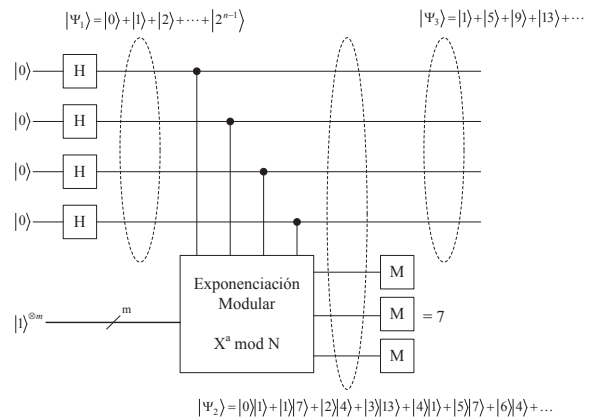 |Ψ₁⟩=|0⟩+|1⟩+|2⟩+⋯+|2ⁿ⁻¹⟩
|Ψ₃⟩=|1⟩+|5⟩+|9⟩+|13⟩+⋯
|0⟩ H
|0⟩ H
|0⟩ H
|0⟩ H
Exponenciación
Modular
Xᵃ mod N
M
|1⟩⊗ᵐ m
M = 7
M
|Ψ₂⟩=|0⟩|1⟩+|1⟩|7⟩+|2⟩|4⟩+|3⟩|13⟩+|4⟩|1⟩+|5⟩|7⟩+|6⟩|4⟩+…